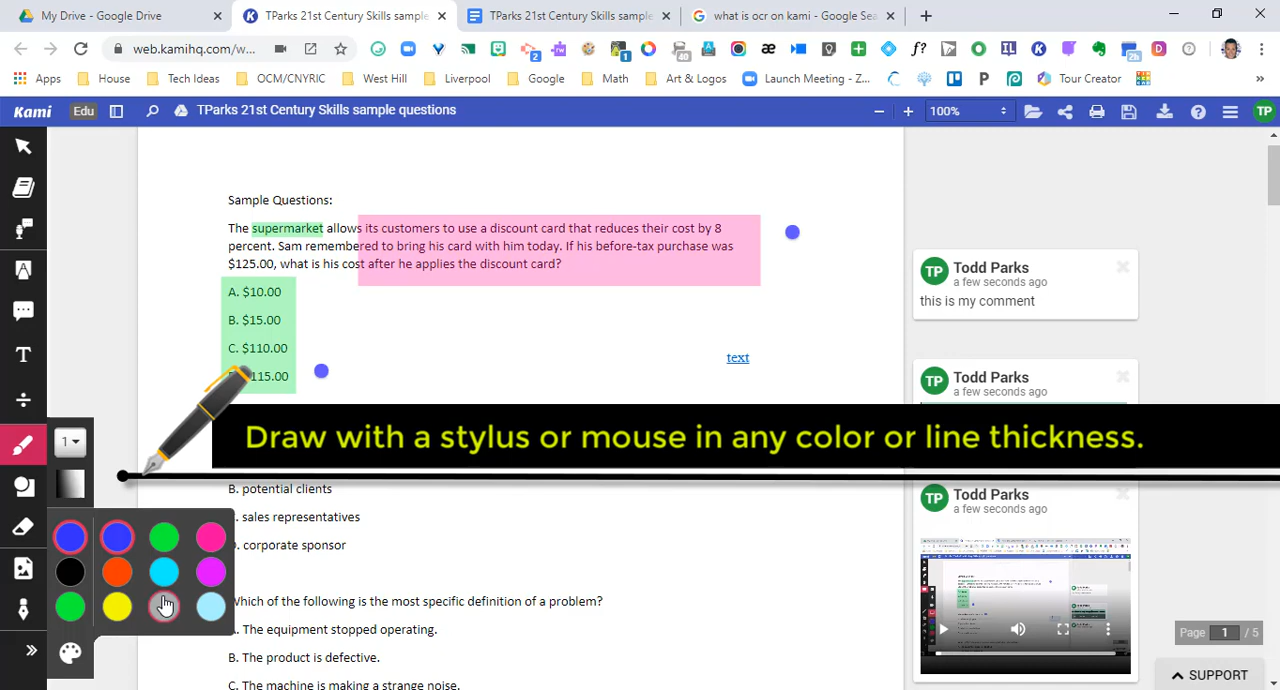 My Drive - Google Drive
TParks 21st Century Skills sample
TParks 21st Century Skills sample
what is ocr on kami - Google Sea
web.kamihq.com/w...
Apps
House
Tech Ideas
OCM/CNYRIC
West Hill
Liverpool
Google
Math
Art & Logos
Launch Meeting - Z...
Tour Creator
Kami
Edu
TParks 21st Century Skills sample questions
100%
TP
Sample Questions:
The supermarket allows its customers to use a discount card that reduces their cost by 8
percent. Sam remembered to bring his card with him today. If his before-tax purchase was
$125.00, what is his cost after he applies the discount card?
A. $10.00
B. $15.00
C. $110.00
115.00
text
TP
Todd Parks
a few seconds ago
this is my comment
TP
Todd Parks
a few seconds ago
Draw with a stylus or mouse in any color or line thickness.
1
B. potential clients
. sales representatives
corporate investor
Which of the following is the most specific definition of a problem?
. The equipment stopped operating.
B. The product is defective.
C. The machine is making a strange noise.
TP
Todd Parks
a few seconds ago
Page 1 / 5
SUPPORT